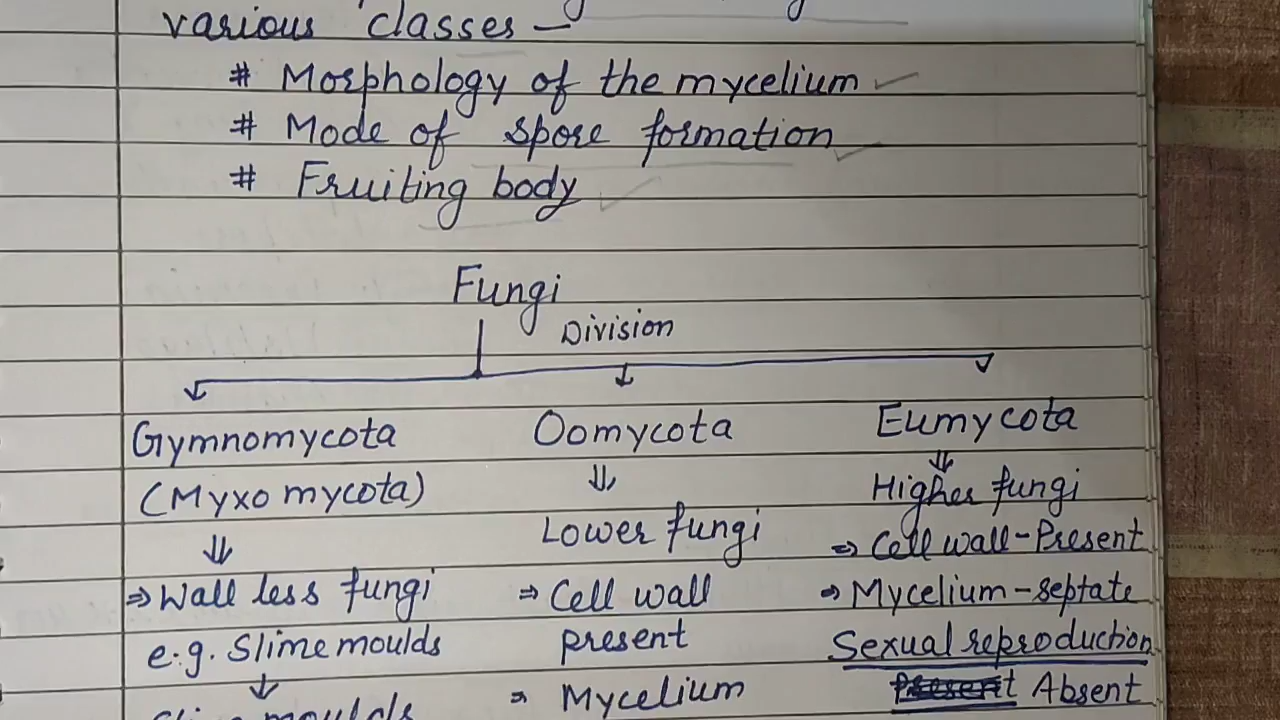 various classes –
# Morphology of the mycelium ✓
# Mode of spore formation ✓
# Fruiting body ✓
Fungi
Division
Gymnomycota
(Myxomycota)
⇓
⇒ Wall less fungi
e.g. Slime moulds
↓
Slime moulds
Oomycota
⇓
Lower fungi
⇒ Cell wall
present
⇒ Mycelium
Eumycota
⇓
Higher fungi
⇒ Cell wall – Present
⇒ Mycelium – septate
Sexual reproduction
Absent